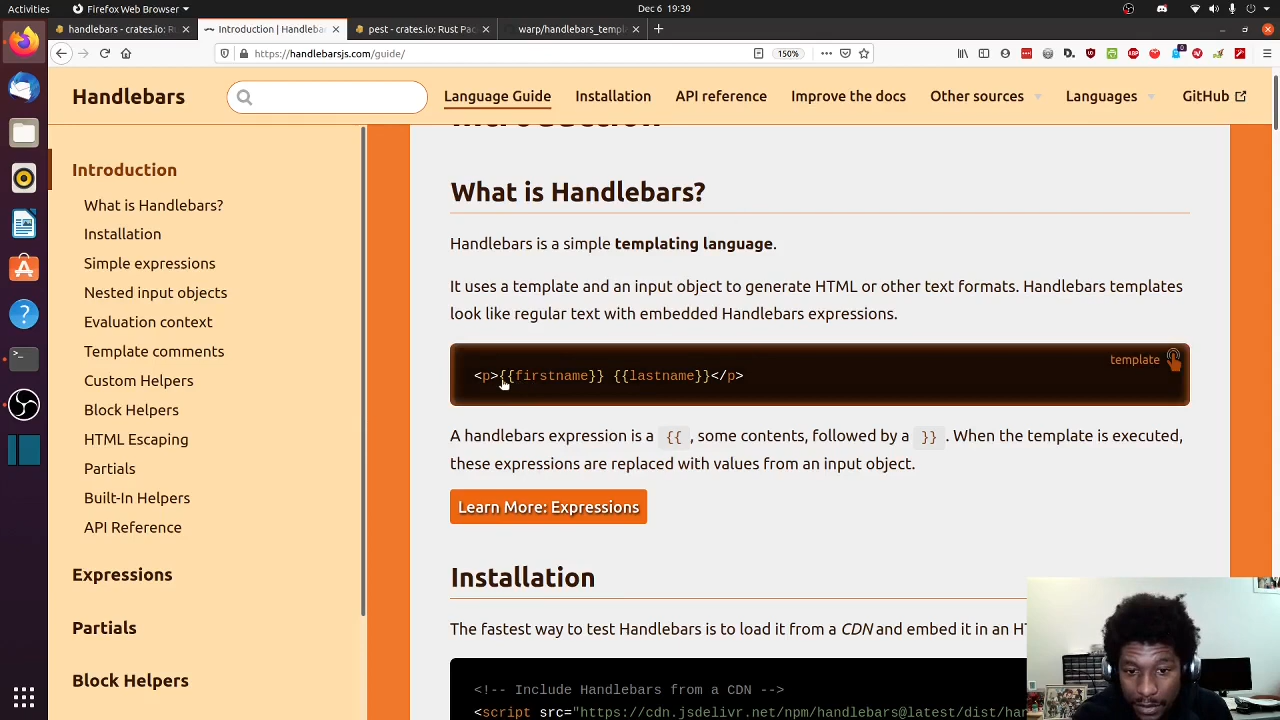 Activities
Firefox Web Browser
Dec 6 19:39
handlebars - crates.io: Rus
Introduction | Handlebar
pest - crates.io: Rust Pac
warp/handlebars_templ
https://handlebarsjs.com/guide/
150%
Handlebars
Language Guide
Installation
API reference
Improve the docs
Other sources
Languages
GitHub
Introduction
What is Handlebars?
Installation
Simple expressions
Nested input objects
Evaluation context
Template comments
Custom Helpers
Block Helpers
HTML Escaping
Partials
Built-In Helpers
API Reference
Expressions
Partials
Block Helpers
Introduction
What is Handlebars?
Handlebars is a simple templating language.
It uses a template and an input object to generate HTML or other text formats. Handlebars templates
look like regular text with embedded Handlebars expressions.
template
<p>{{firstname}} {{lastname}}</p>
A handlebars expression is a {{, some contents, followed by a }}. When the template is executed,
these expressions are replaced with values from an input object.
Learn More: Expressions
Installation
The fastest way to test Handlebars is to load it from a CDN and embed it in an HT
<!-- Include Handlebars from a CDN -->
<script src="https://cdn.jsdelivr.net/npm/handlebars@latest/dist/han